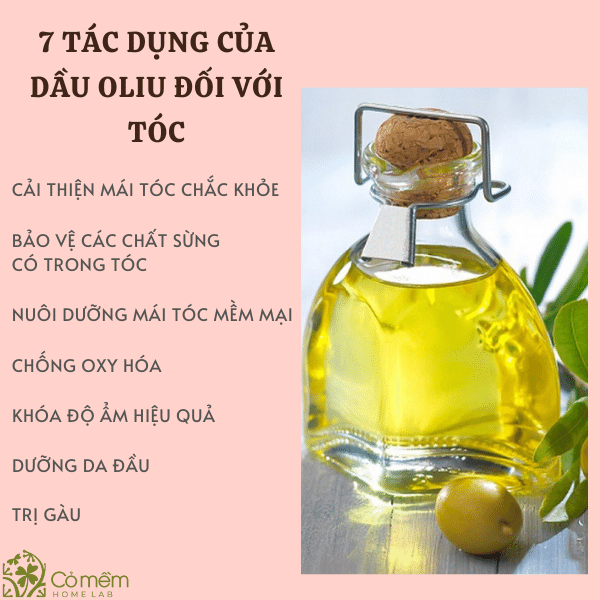 7 TÁC DỤNG CỦA
DẦU OLIU ĐỐI VỚI
TÓC
CẢI THIỆN MÁI TÓC CHẮC KHỎE
BẢO VỆ CÁC CHẤT SỪNG
CÓ TRONG TÓC
NUÔI DƯỠNG MÁI TÓC MỀM MẠI
CHỐNG OXY HÓA
KHÓA ĐỘ ẨM HIỆU QUẢ
DƯỠNG DA ĐẦU
TRỊ GÀU
Cỏ mềm
HOME LAB